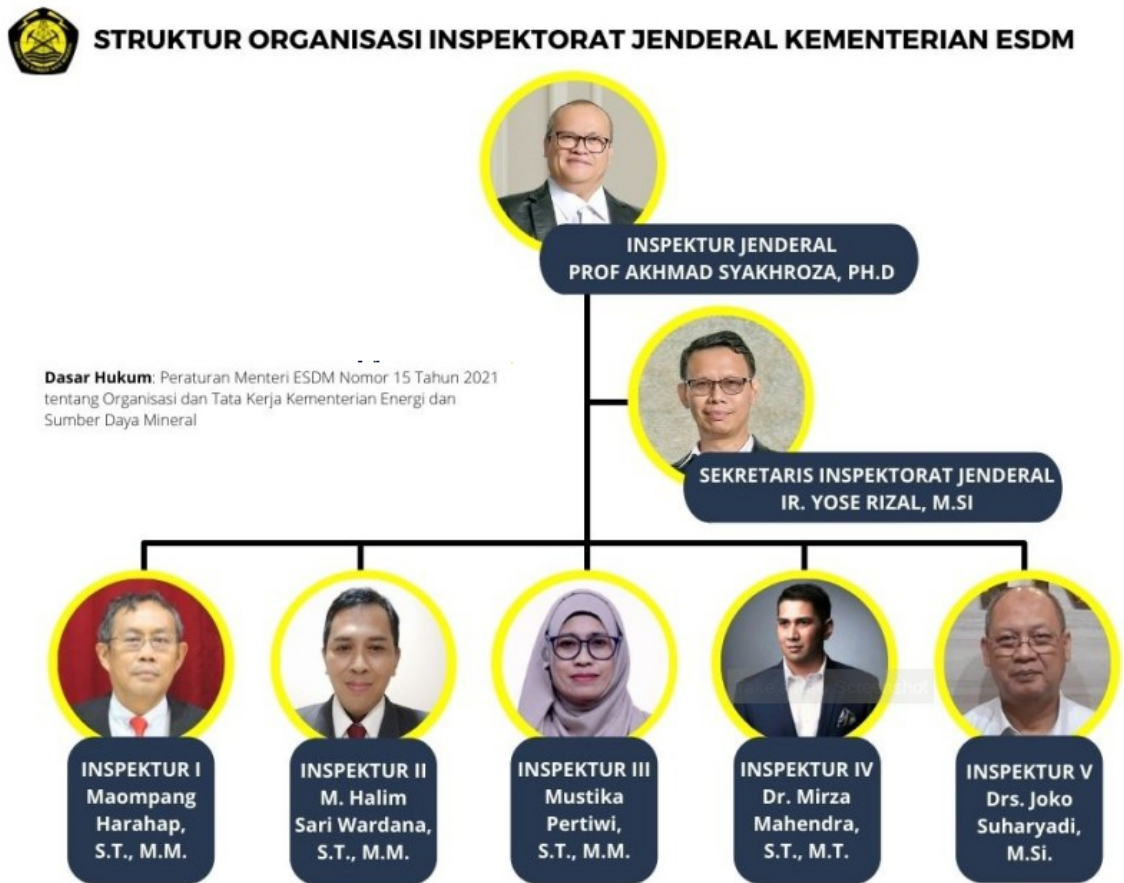 STRUKTUR ORGANISASI INSPEKTORAT JENDERAL KEMENTERIAN ESDM
INSPEKTUR JENDERAL
PROF AKHMAD SYAKHROZA, PH.D
Dasar Hukum: Peraturan Menteri ESDM Nomor 15 Tahun 2021
tentang Organisasi dan Tata Kerja Kementerian Energi dan
Sumber Daya Mineral
SEKRETARIS INSPEKTORAT JENDERAL
IR. YOSE RIZAL, M.SI
INSPEKTUR I
Maompang
Harahap,
S.T., M.M.
INSPEKTUR II
M. Halim
Sari Wardana,
S.T., M.M.
INSPEKTUR III
Mustika
Pertiwi,
S.T., M.M.
INSPEKTUR IV
Dr. Mirza
Mahendra,
S.T., M.T.
INSPEKTUR V
Drs. Joko
Suharyadi,
M.Si.